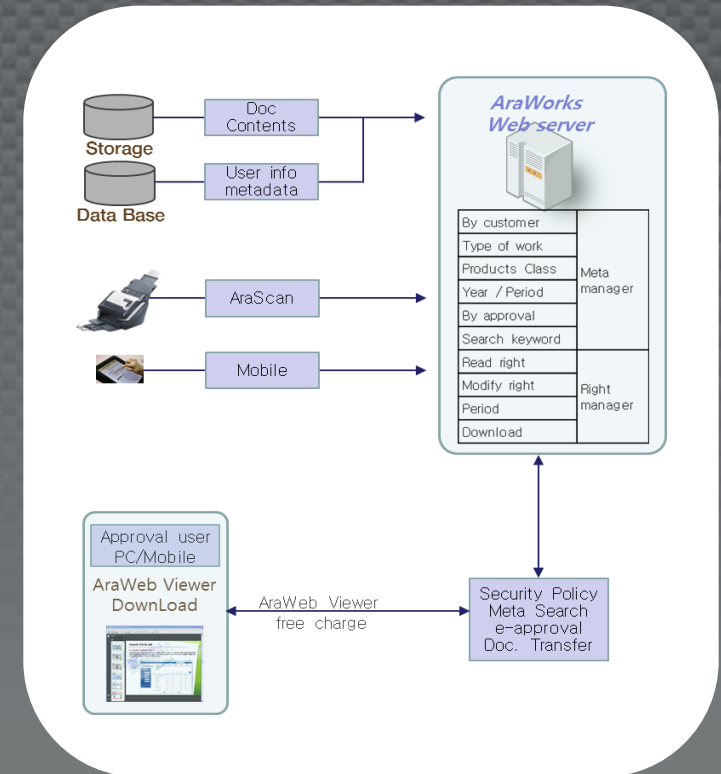 Doc
Contents
Storage
User info
metadata
Data Base
AraScan
Mobile
AraWorks
Web server
By customer
Type of work
Products Class
Year / Period
By approval
Search keyword
Meta
manager
Read right
Modify right
Period
Download
Right
manager
Approval user
PC/Mobile
AraWeb Viewer
DownLoad
AraWeb Viewer
free charge
Security Policy
Meta Search
e-approval
Doc. Transfer